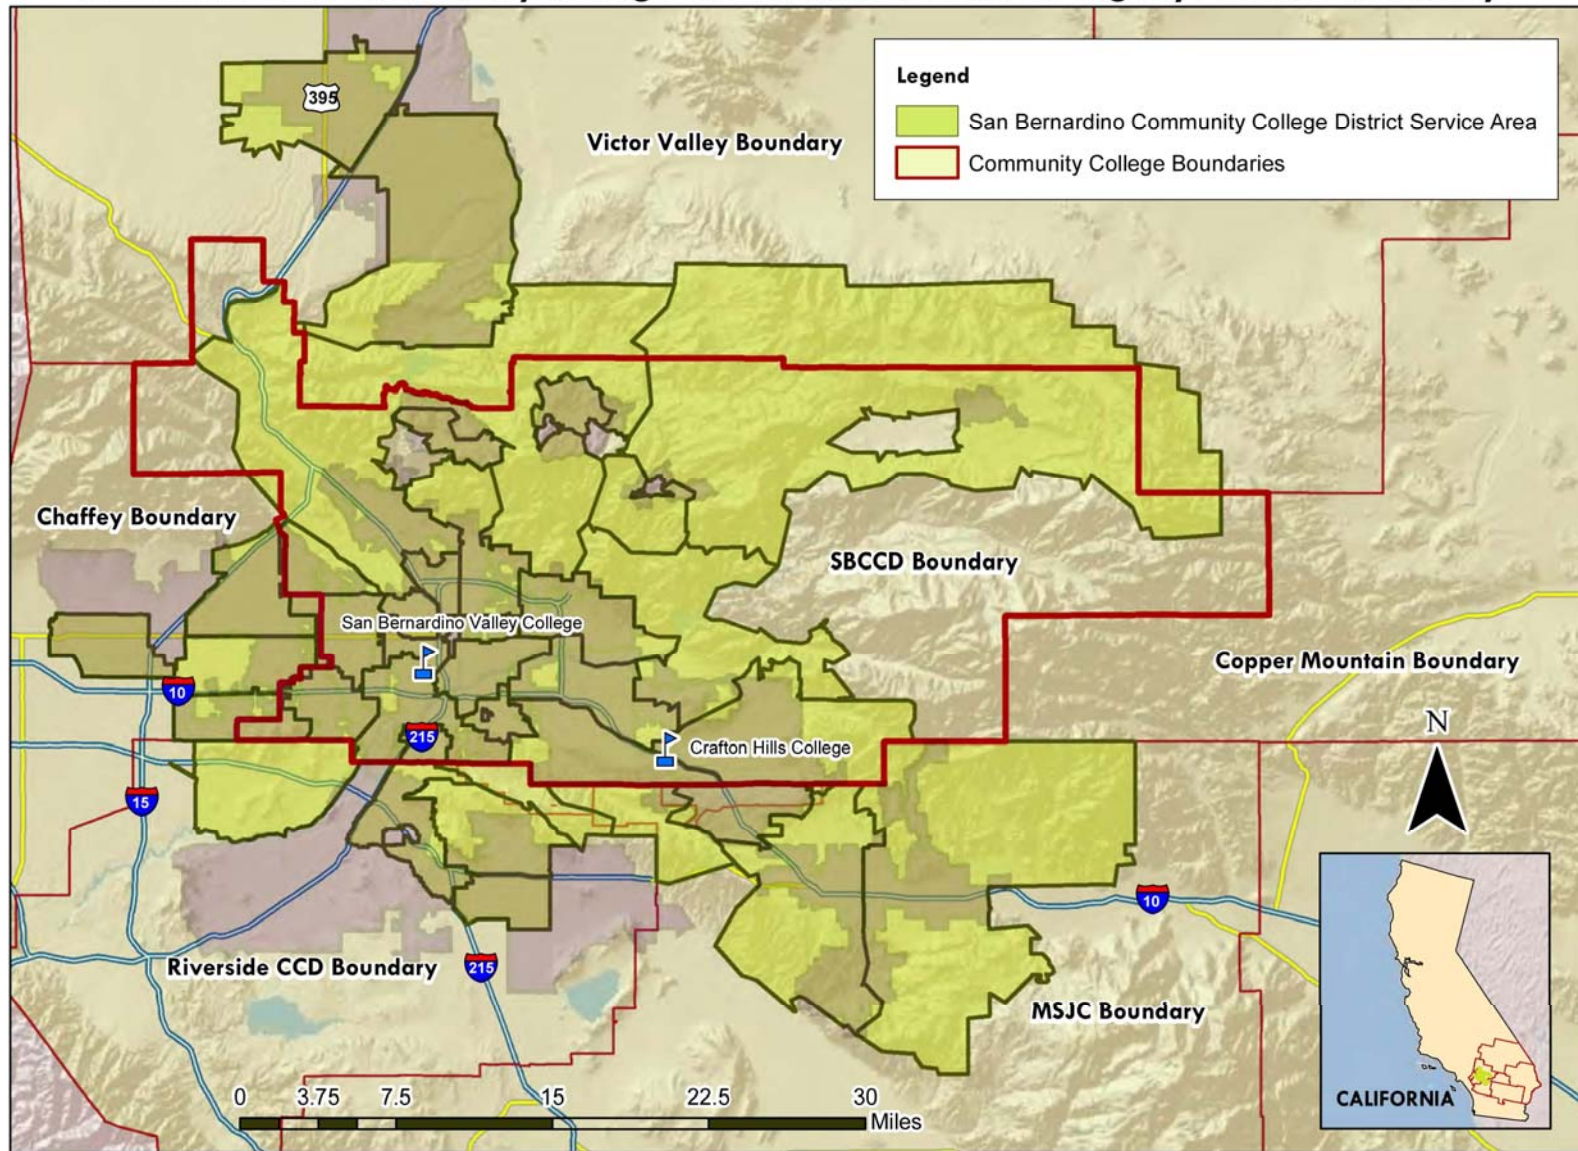 395
Victor Valley Boundary
Legend
San Bernardino Community College District Service Area
Community College Boundaries
Chaffey Boundary
SBCCD Boundary
San Bernardino Valley College
Copper Mountain Boundary
10
215
Crafton Hills College
N
15
10
Riverside CCD Boundary
215
MSJC Boundary
0 3.75 7.5 15 22.5 30
Miles
CALIFORNIA